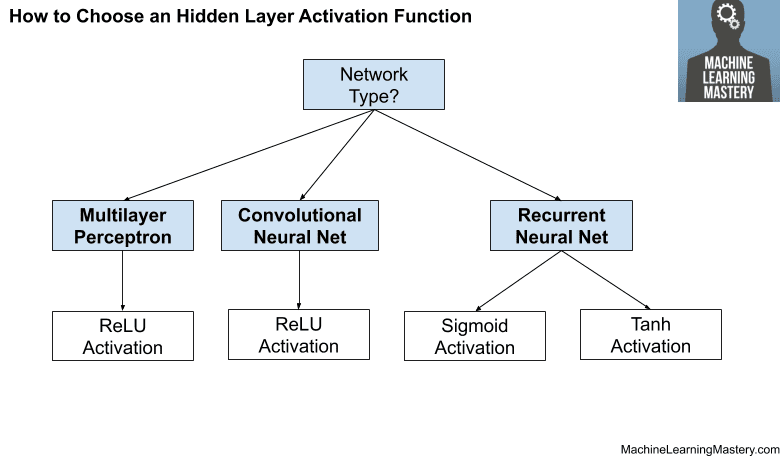 How to Choose an Hidden Layer Activation Function
MACHINE
LEARNING
MASTERY
Network
Type?
Multilayer
Perceptron
Convolutional
Neural Net
Recurrent
Neural Net
ReLU
Activation
ReLU
Activation
Sigmoid
Activation
Tanh
Activation
MachineLearningMastery.com